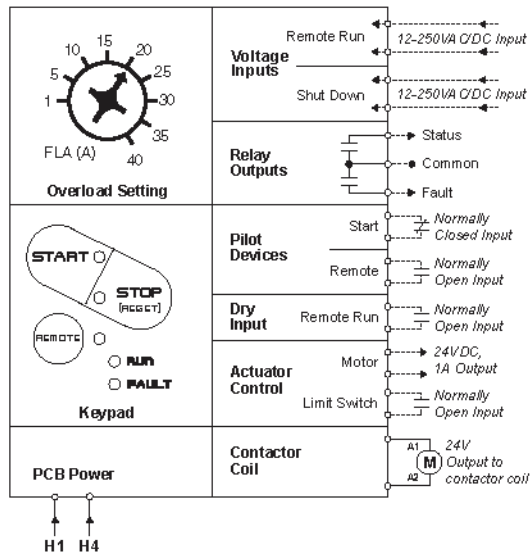 10
15
20
5
25
1
30
35
40
FLA (A)
Overload Setting
START
STOP
(RESET)
REMOTE
RUN
FAULT
Keypad
PCB Power
H1
H4
Voltage
Inputs
Remote Run
12-250VAC/DC Input
Shut Down
12-250VAC/DC Input
Relay
Outputs
Status
Common
Fault
Pilot
Devices
Start
Normally
Closed Input
Remote
Normally
Open Input
Dry
Input
Remote Run
Normally
Open Input
Actuator
Control
Motor
24VDC,
1A Output
Limit Switch
Normally
Open Input
Contactor
Coil
A1
M
A2
24V
Output to
contactor coil